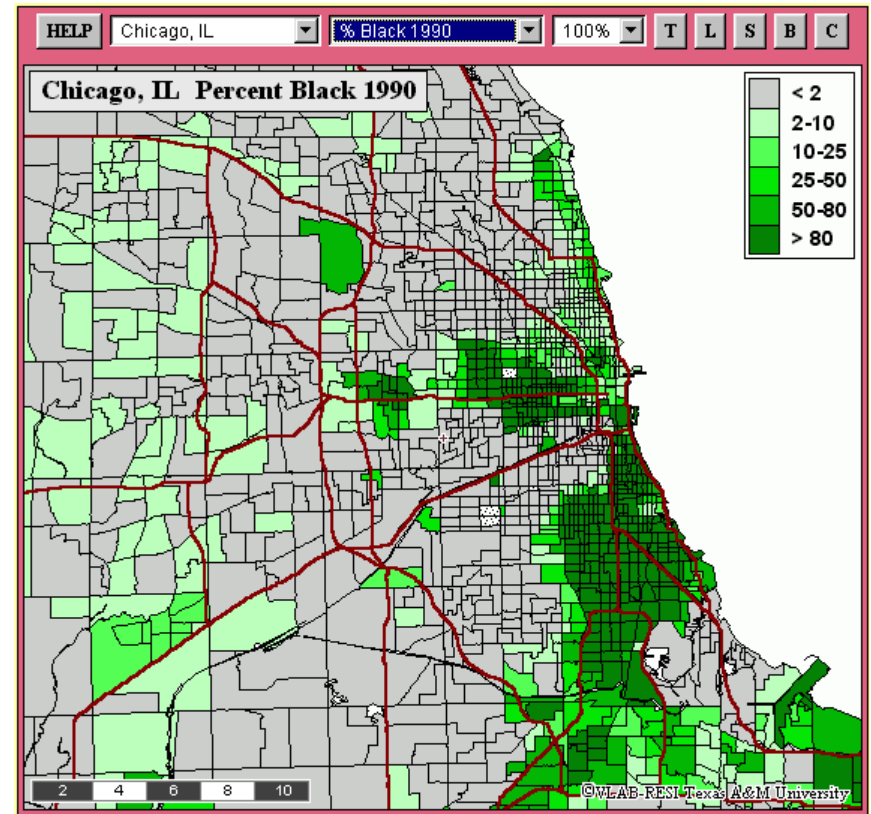 HELP Chicago, IL % Black 1990 100% T L S B C
Chicago, IL Percent Black 1990
< 2
2-10
10-25
25-50
50-80
> 80
2 4 6 8 10
©VLAB-RESI Texas A&M University